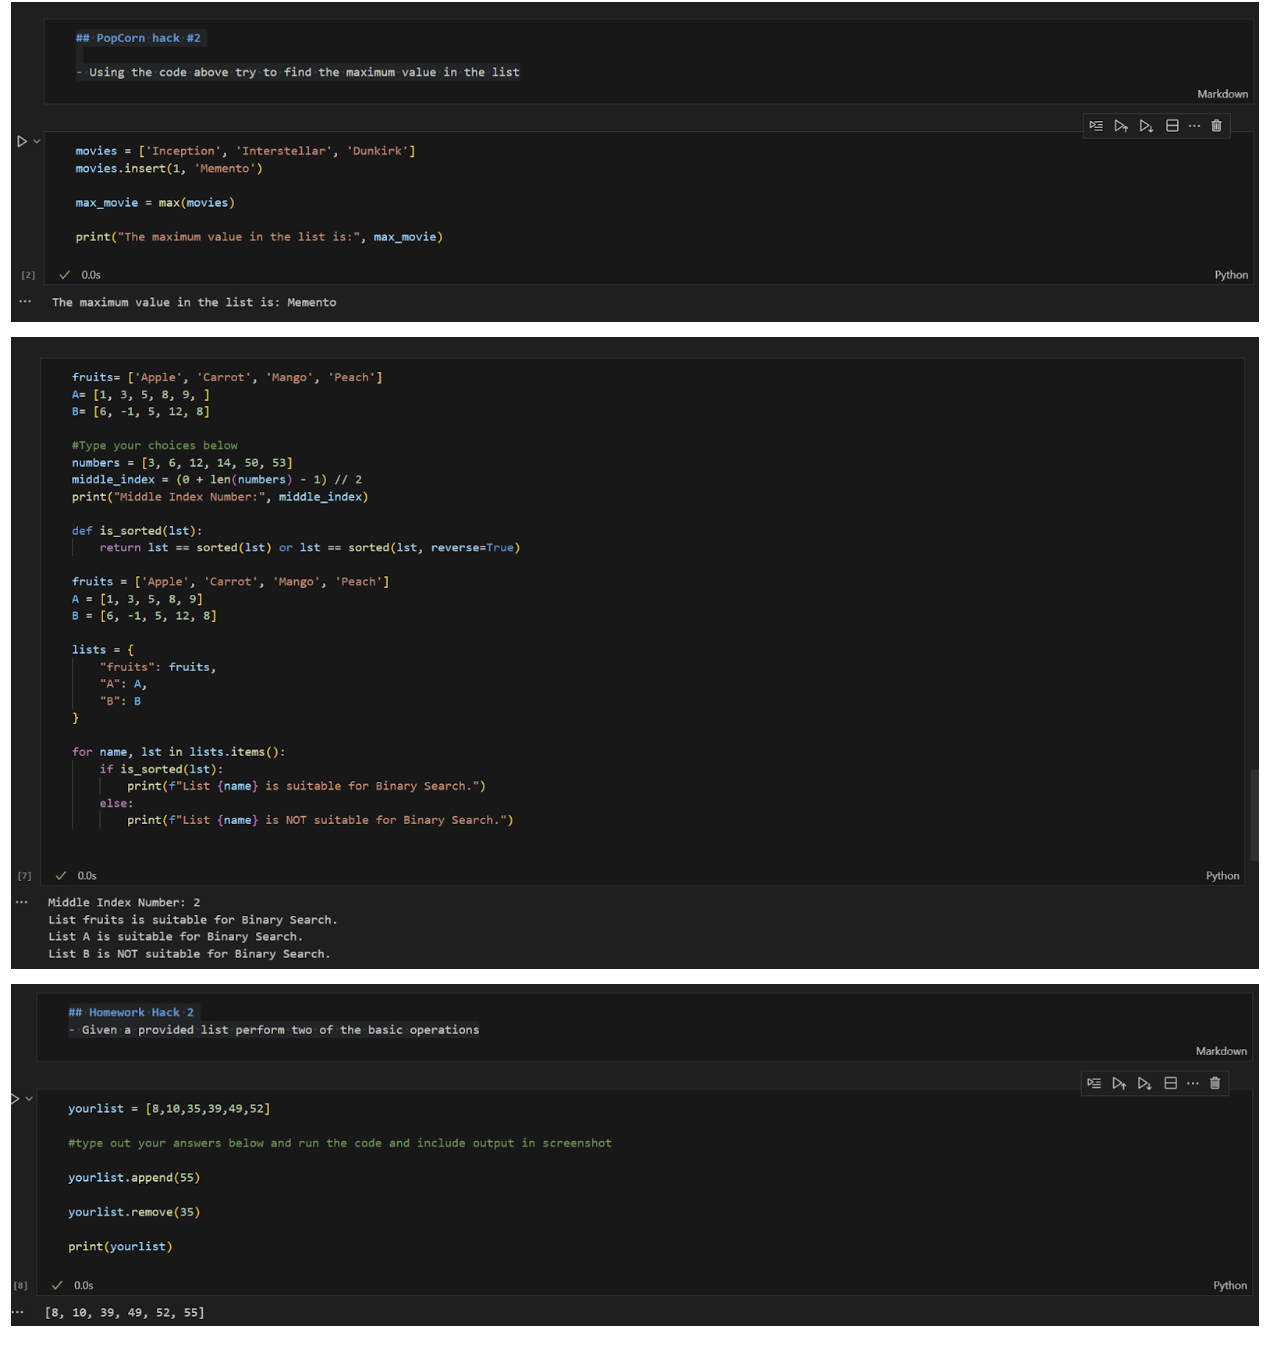 ## PopCorn hack #2
- Using the code above try to find the maximum value in the list
Markdown
movies = ['Inception', 'Interstellar', 'Dunkirk']
movies.insert(1, 'Memento')
max_movie = max(movies)
print("The maximum value in the list is:", max_movie)
[2]
0.0s
Python
The maximum value in the list is: Memento
fruits= ['Apple', 'Carrot', 'Mango', 'Peach']
A= [1, 3, 5, 8, 9, ]
B= [6, -1, 5, 12, 8]
#Type your choices below
numbers = [3, 6, 12, 14, 50, 53]
middle_index = (0 + len(numbers) - 1) // 2
print("Middle Index Number:", middle_index)
def is_sorted(lst):
    return lst == sorted(lst) or lst == sorted(lst, reverse=True)
fruits = ['Apple', 'Carrot', 'Mango', 'Peach']
A = [1, 3, 5, 8, 9]
B = [6, -1, 5, 12, 8]
lists = {
    "fruits": fruits,
    "A": A,
    "B": B
}
for name, lst in lists.items():
    if is_sorted(lst):
        print(f"List {name} is suitable for Binary Search.")
    else:
        print(f"List {name} is NOT suitable for Binary Search.")
[7]
0.0s
Python
Middle Index Number: 2
List fruits is suitable for Binary Search.
List A is suitable for Binary Search.
List B is NOT suitable for Binary Search.
## Homework Hack 2
- Given a provided list perform two of the basic operations
Markdown
yourlist = [8,10,35,39,49,52]
#type out your answers below and run the code and include output in screenshot
yourlist.append(55)
yourlist.remove(35)
print(yourlist)
[8]
0.0s
Python
[8, 10, 39, 49, 52, 55]